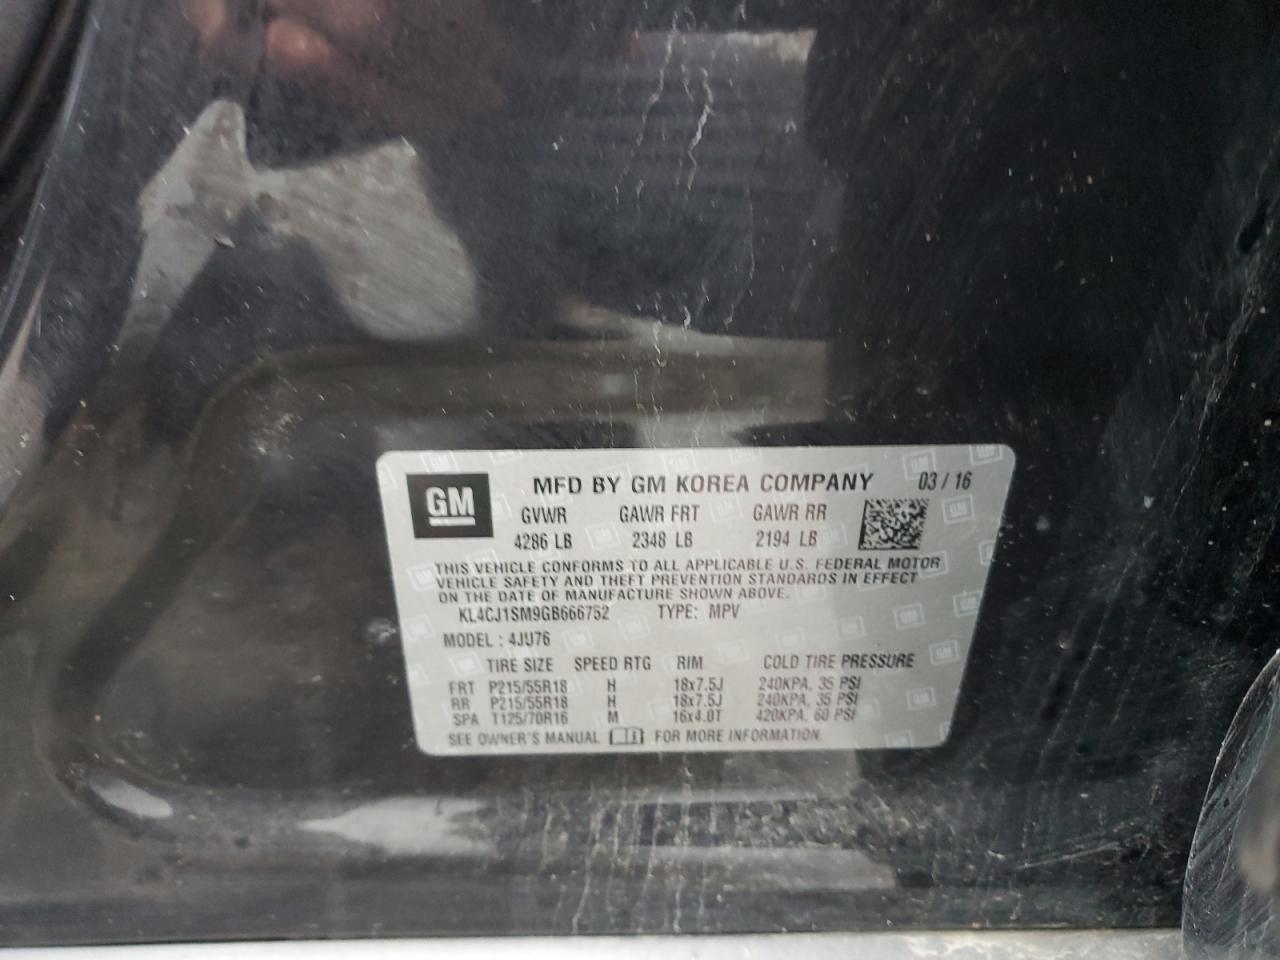 GM MFD BY GM KOREA COMPANY 03 / 16
GVWR GAWR FRT GAWR RR
4286 LB 2348 LB 2194 LB
THIS VEHICLE CONFORMS TO ALL APPLICABLE U.S. FEDERAL MOTOR
VEHICLE SAFETY AND THEFT PREVENTION STANDARDS IN EFFECT
ON THE DATE OF MANUFACTURE SHOWN ABOVE.
KL4CJ1SM9GB666752 TYPE: MPV
MODEL : 4JU76
TIRE SIZE SPEED RTG RIM COLD TIRE PRESSURE
FRT P215/55R18 H 18x7.5J 240KPA, 35 PSI
RR P215/55R18 H 18x7.5J 240KPA, 35 PSI
SPA T125/70R16 M 16x4.0T 420KPA, 60 PSI
SEE OWNER'S MANUAL FOR MORE INFORMATION.